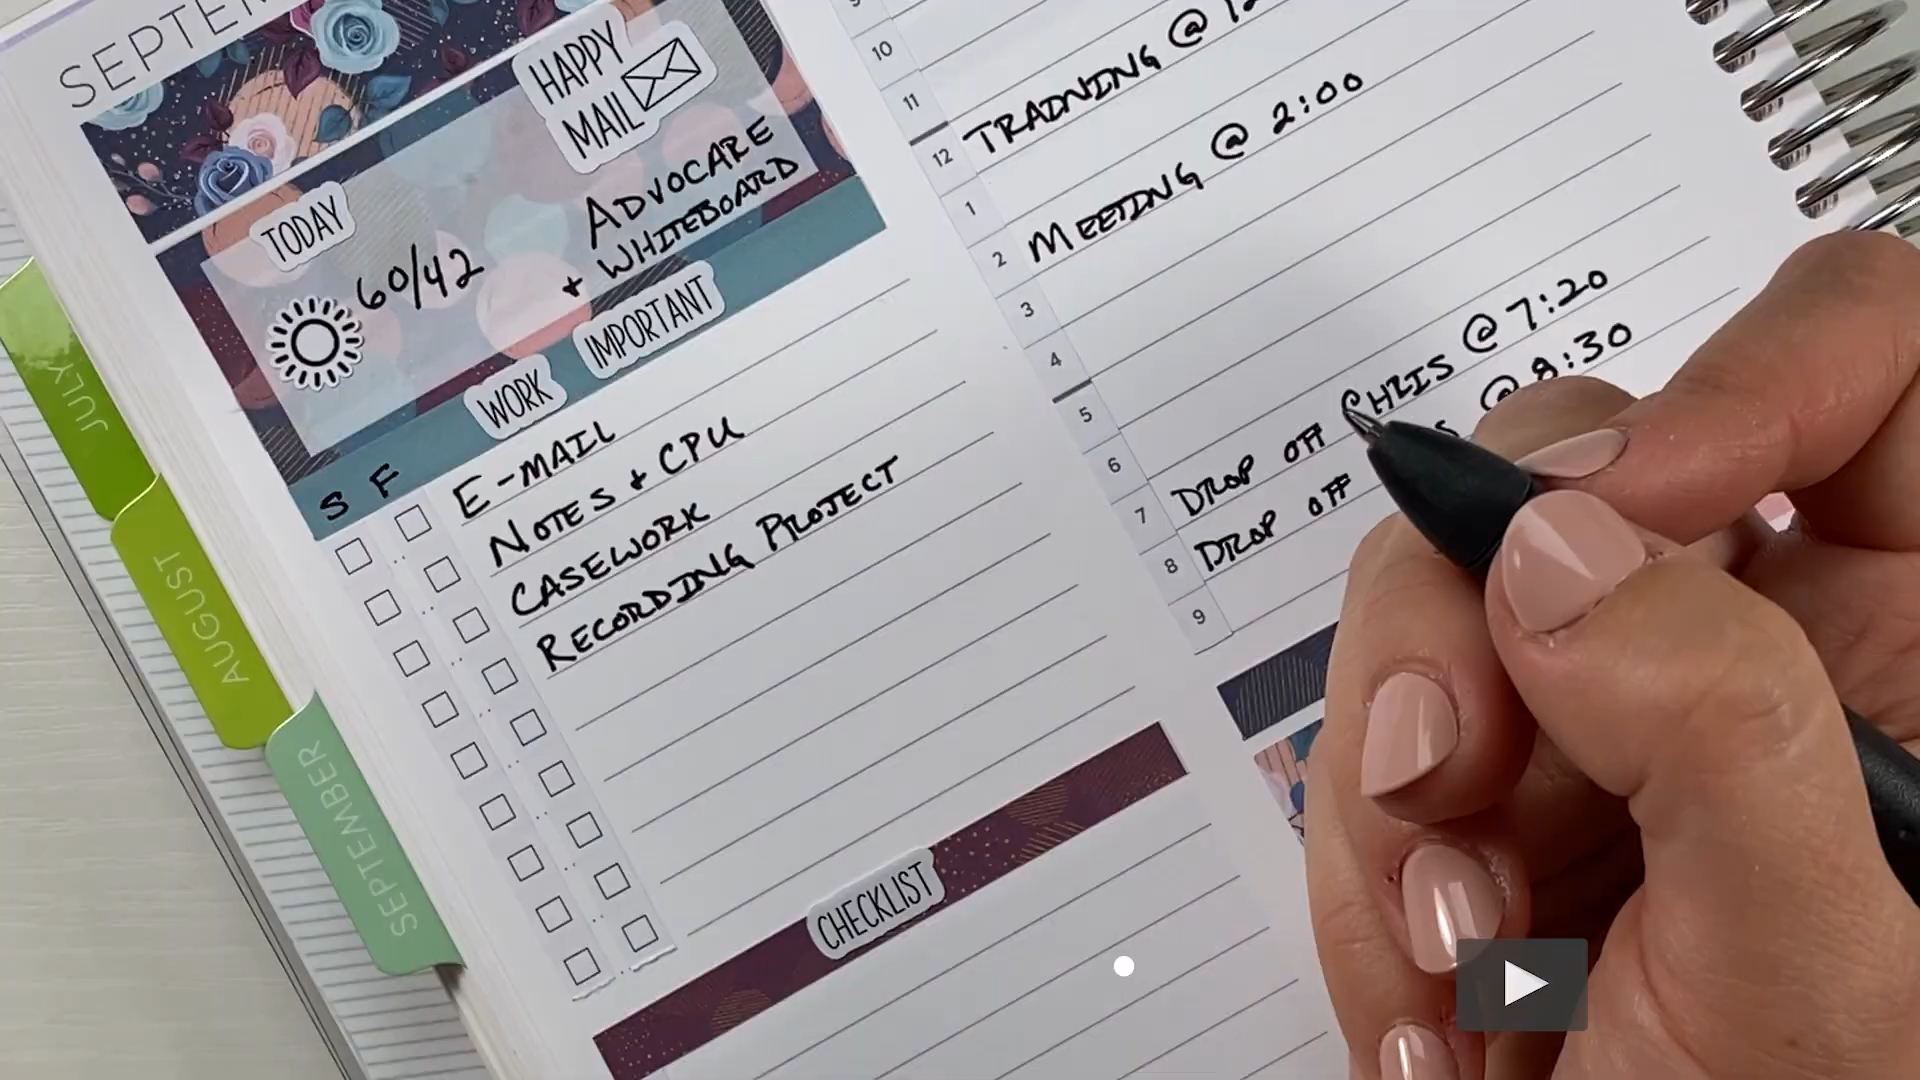 HAPPY
MAIL
TODAY
60/42
ADVOCARE
+ WHITEBOARD
WORK
IMPORTANT
S F
E-MAIL
NOTES + CPU
CASEWORK
RECORDING PROJECT
CHECKLIST
JULY
AUGUST
SEPTEMBER
10
11
TRAINING @
12
1
MEETING @ 2:00
2
3
4
5
6
DROP OFF CHRIS @ 7:20
7
DROP OFF @ 8:30
8
9